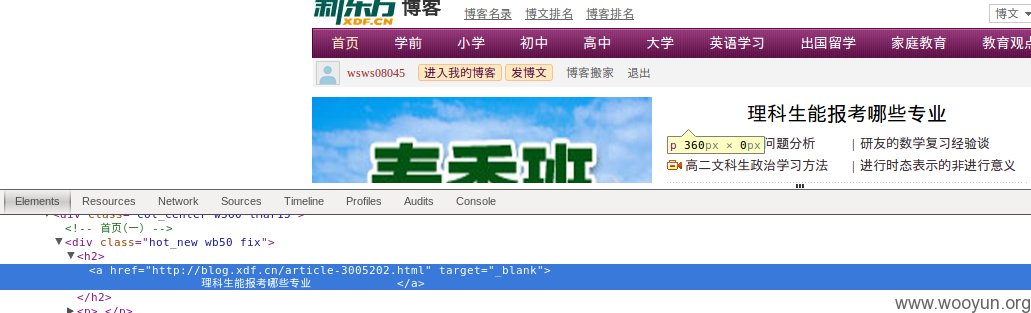 新东方 XDF.CN 博客 博客名录 博文排名 博客排名 博文
首页 学前 小学 初中 高中 大学 英语学习 出国留学 家庭教育 教育观点
wsws08045 进入我的博客 发博文 博客搬家 退出
理科生能报考哪些专业
p 360px × 0px 问题分析 | 研友的数学复习经验谈
春季班 高二文科生政治学习方法 | 进行时态表示的非进行意义
Elements Resources Network Sources Timeline Profiles Audits Console
<div class="col_center w360 lmar15">
<!-- 首页(一) -->
▼<div class="hot_new wb50 fix">
▼<h2>
<a href="http://blog.xdf.cn/article-3005202.html" target="_blank">
理科生能报考哪些专业 </a>
</h2>
▶<p>…</p>
www.wooyun.org